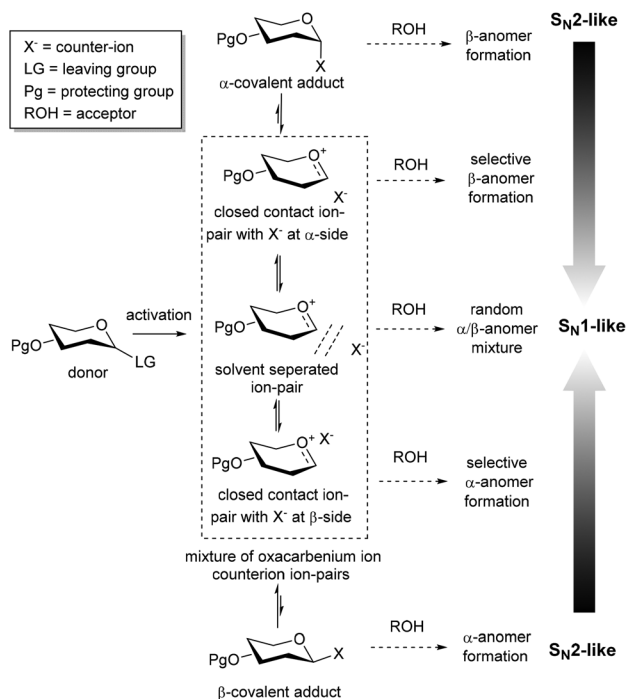 X⁻ = counter-ion
LG = leaving group
Pg = protecting group
ROH = acceptor
PgO
O
X
α-covalent adduct
ROH
β-anomer
formation
S_N2-like
PgO
O⁺
X⁻
closed contact ion-
pair with X⁻ at α-side
ROH
selective
β-anomer
formation
PgO
O
LG
donor
activation
PgO
O⁺
X⁻
solvent seperated
ion-pair
ROH
random
α/β-anomer
mixture
S_N1-like
PgO
O⁺ X⁻
closed contact ion-
pair with X⁻ at β-side
ROH
selective
α-anomer
formation
mixture of oxacarbenium ion
counterion ion-pairs
PgO
O
X
β-covalent adduct
ROH
α-anomer
formation
S_N2-like